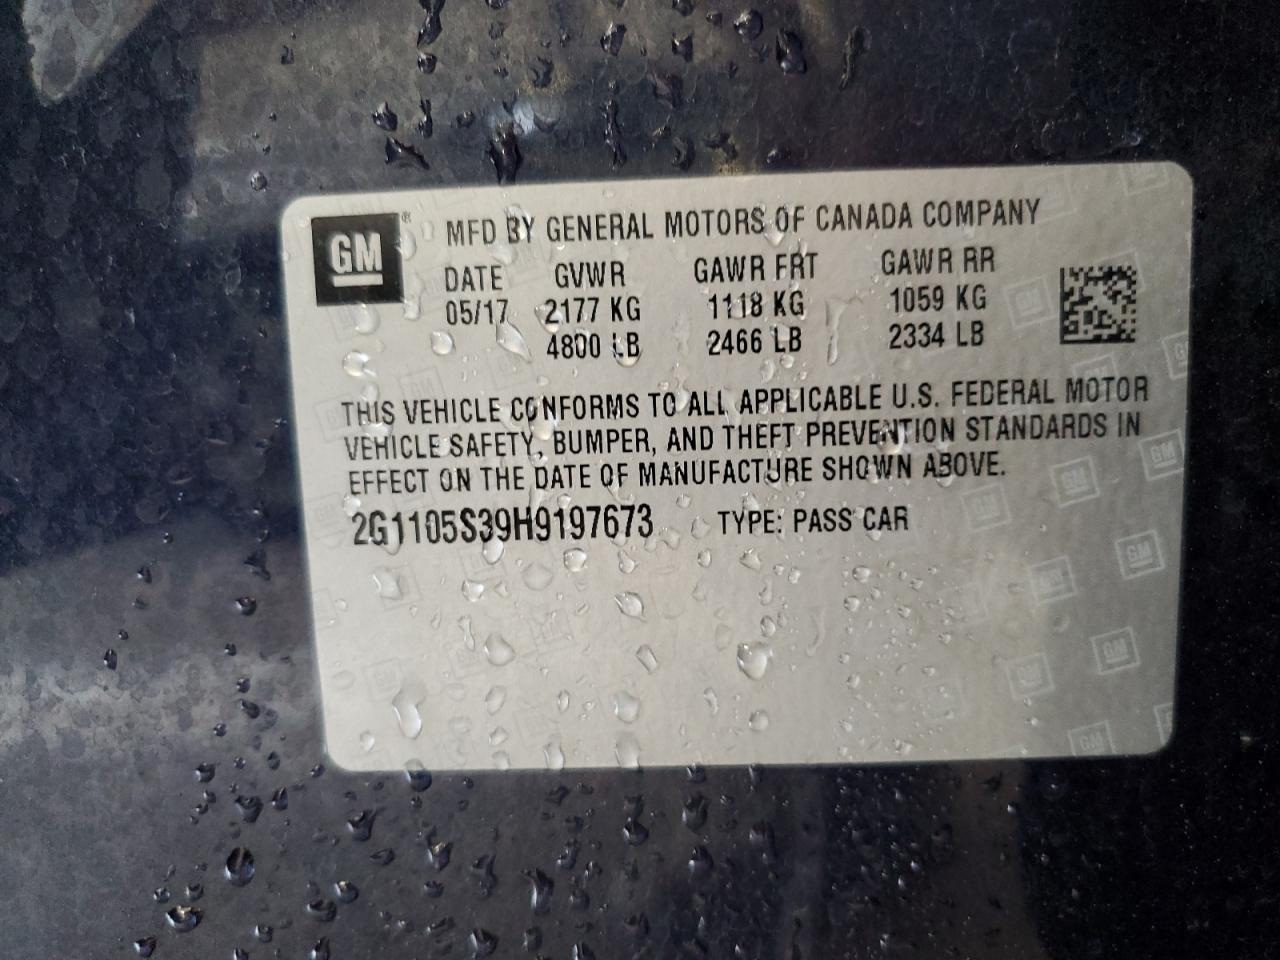 GM ®
MFD BY GENERAL MOTORS OF CANADA COMPANY
DATE GVWR GAWR FRT GAWR RR
05/17 2177 KG 1118 KG 1059 KG
4800 LB 2466 LB 2334 LB
THIS VEHICLE CONFORMS TO ALL APPLICABLE U.S. FEDERAL MOTOR
VEHICLE SAFETY, BUMPER, AND THEFT PREVENTION STANDARDS IN
EFFECT ON THE DATE OF MANUFACTURE SHOWN ABOVE.
2G1105S39H9197673 TYPE: PASS CAR